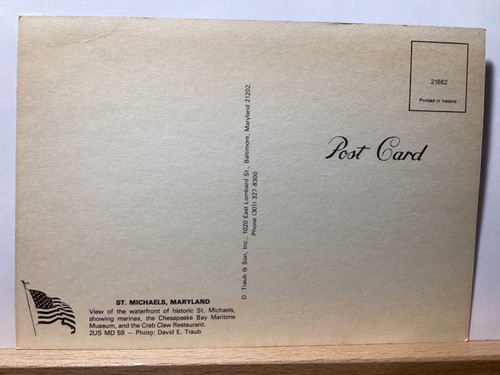 21662
Printed in Ireland
Post Card
D. Traub & Son, Inc., 1020 East Lombard St., Baltimore, Maryland 21202
Phone (301) 327-8300
ST. MICHAELS, MARYLAND
View of the waterfront of historic St. Michaels,
showing marinas, the Chesapeake Bay Maritime
Museum, and the Crab Claw Restaurant.
2US MD 59 — Photo: David E. Traub